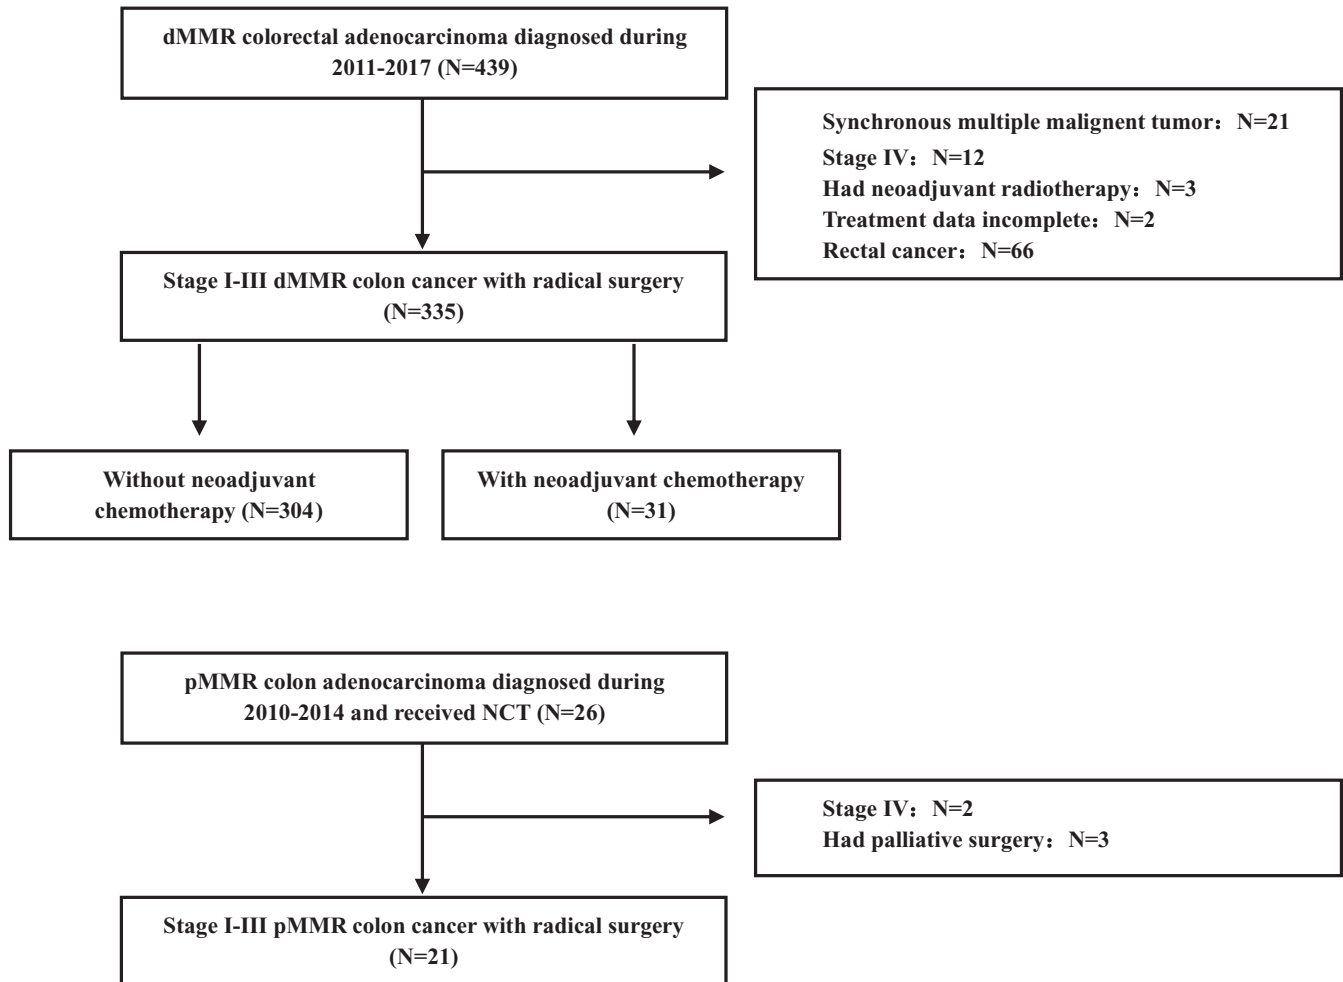 dMMR colorectal adenocarcinoma diagnosed during
2011-2017 (N=439)
Synchronous multiple malignent tumor：N=21
Stage IV：N=12
Had neoadjuvant radiotherapy：N=3
Treatment data incomplete：N=2
Rectal cancer：N=66
Stage I-III dMMR colon cancer with radical surgery
(N=335)
Without neoadjuvant
chemotherapy (N=304)
With neoadjuvant chemotherapy
(N=31)
pMMR colon adenocarcinoma diagnosed during
2010-2014 and received NCT (N=26)
Stage IV：N=2
Had palliative surgery：N=3
Stage I-III pMMR colon cancer with radical surgery
(N=21)